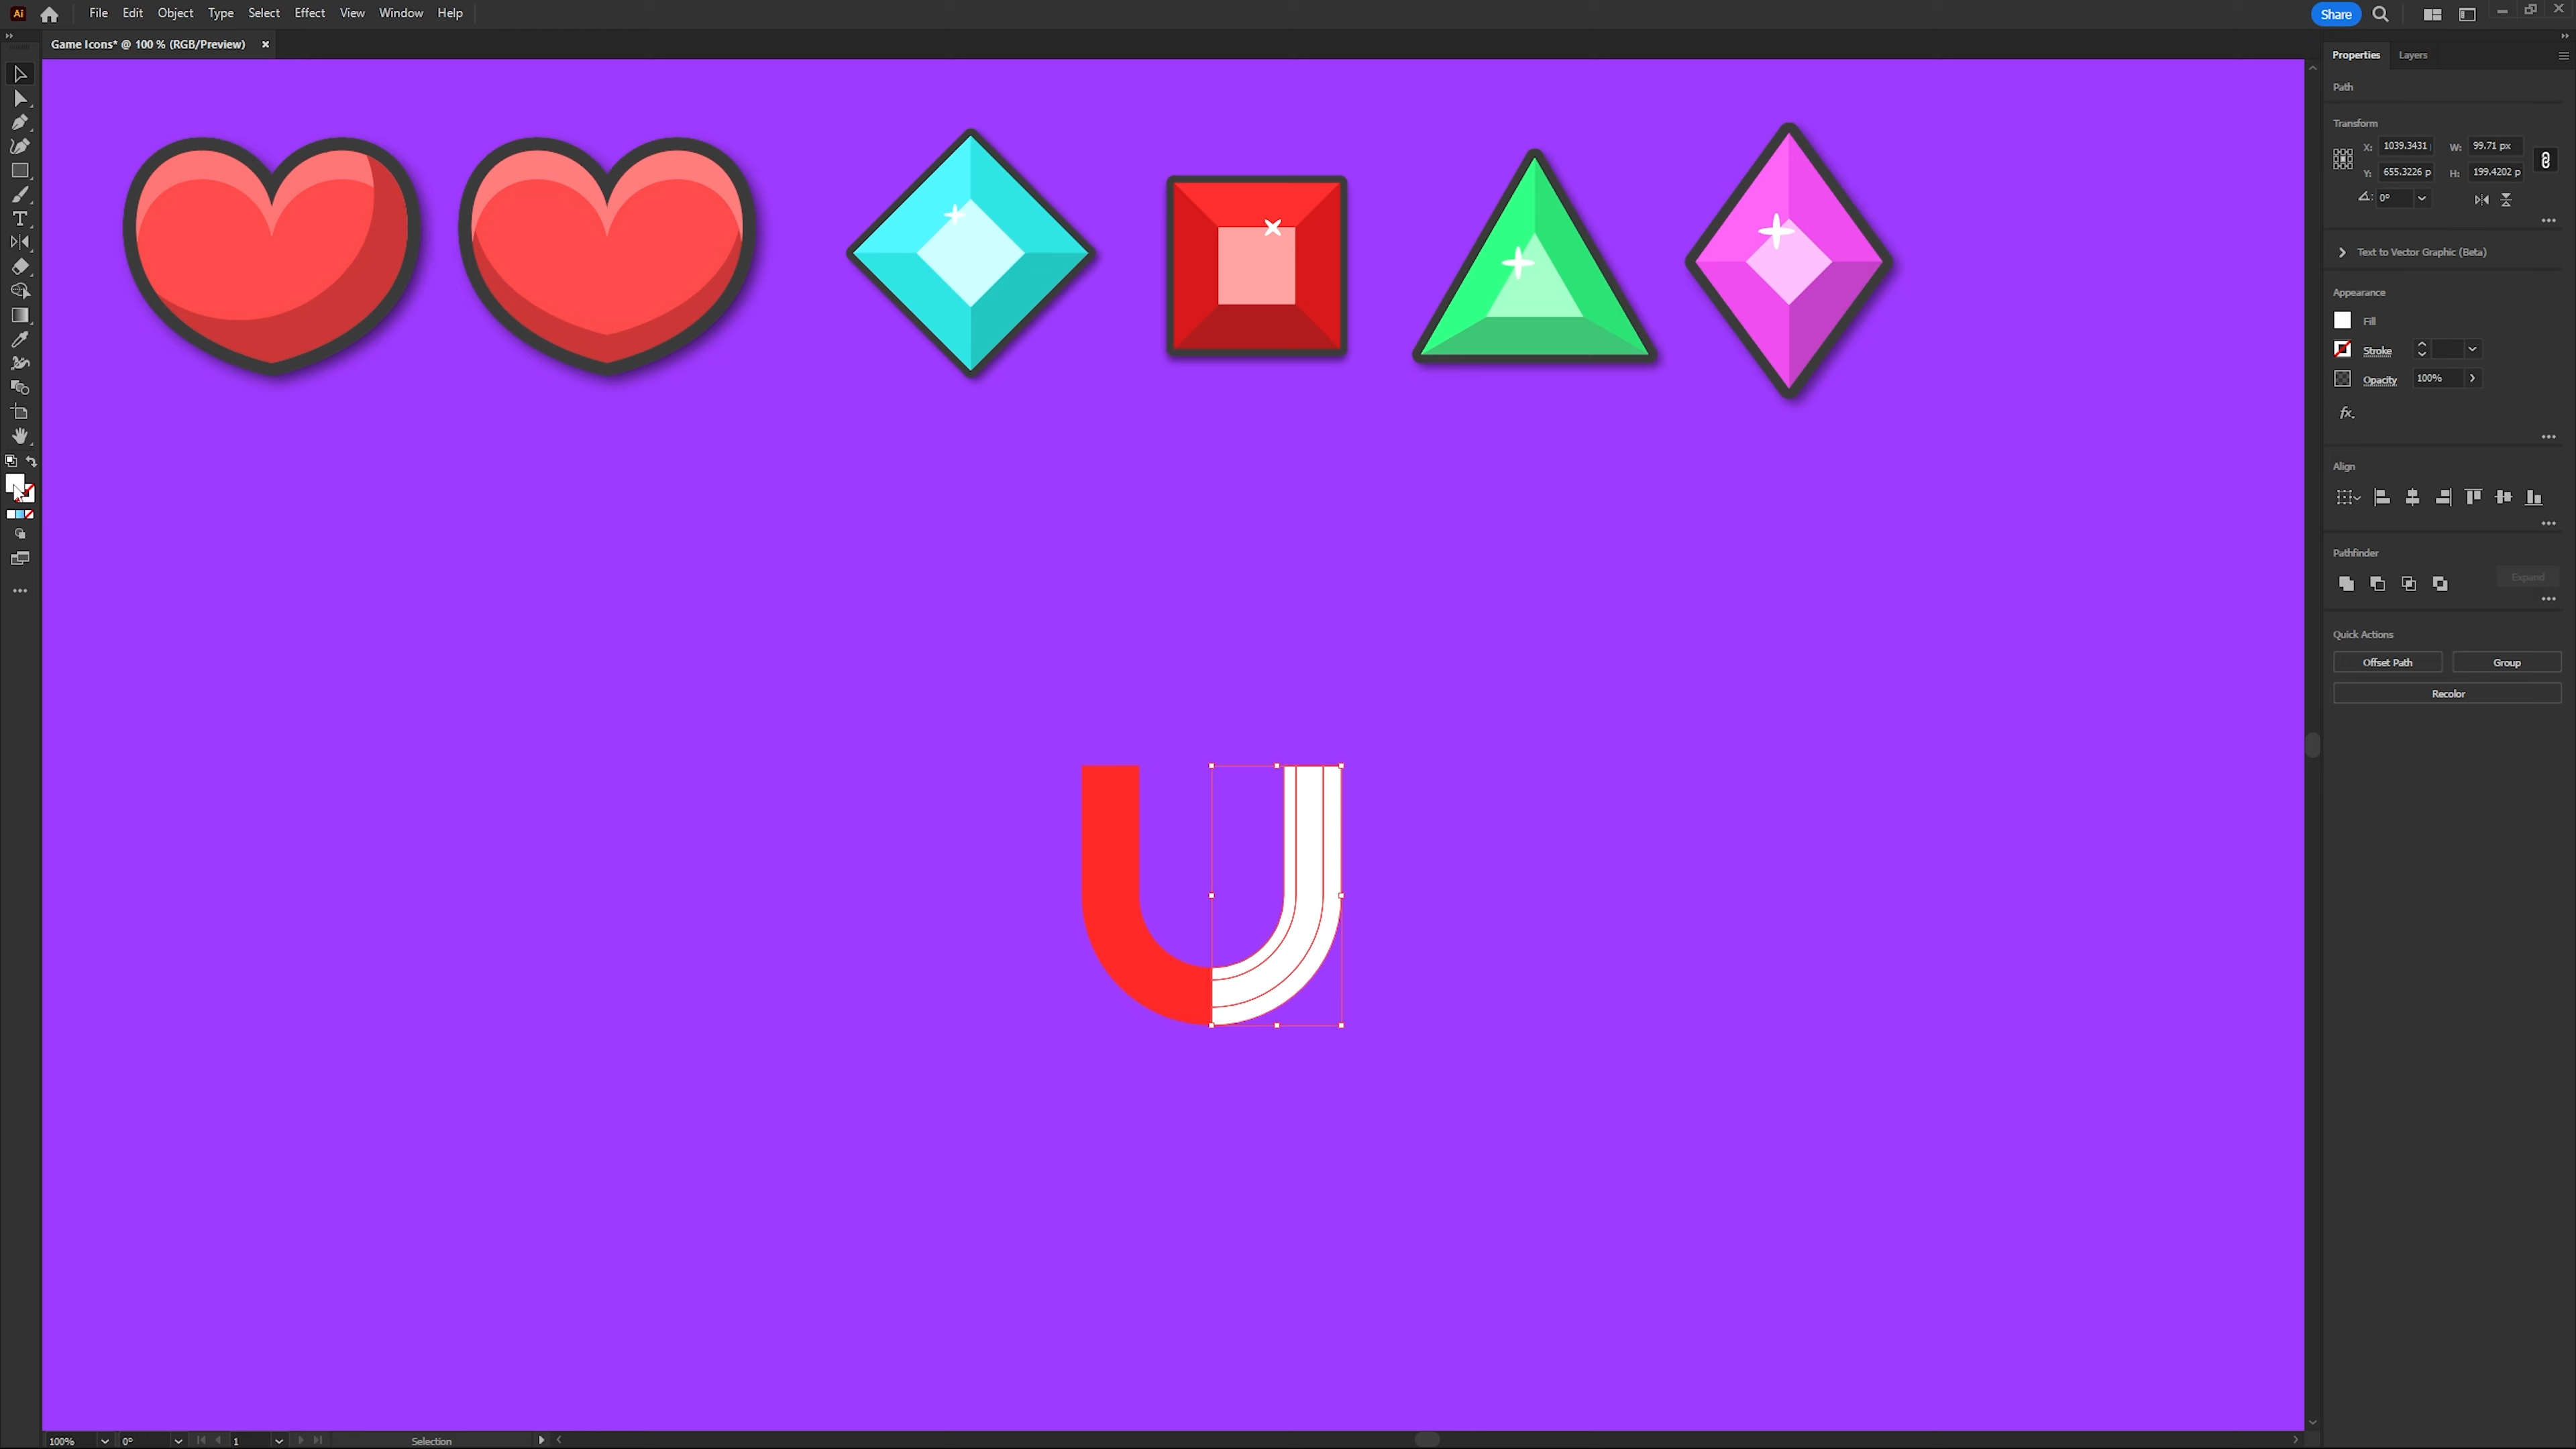 Ai File Edit Object Type Select Effect View Window Help Share
Game Icons* @ 100 % (RGB/Preview) ×
Properties Layers
Path
Transform
X: 1039.3431 W: 99.71 px
Y: 655.3226 p H: 199.4202 p
0°
Text to Vector Graphic (Beta)
Appearance
Fill
Stroke
Opacity 100%
fx.
Align
Pathfinder
Expand
Quick Actions
Offset Path Group
Recolor
100% 0° 1 Selection